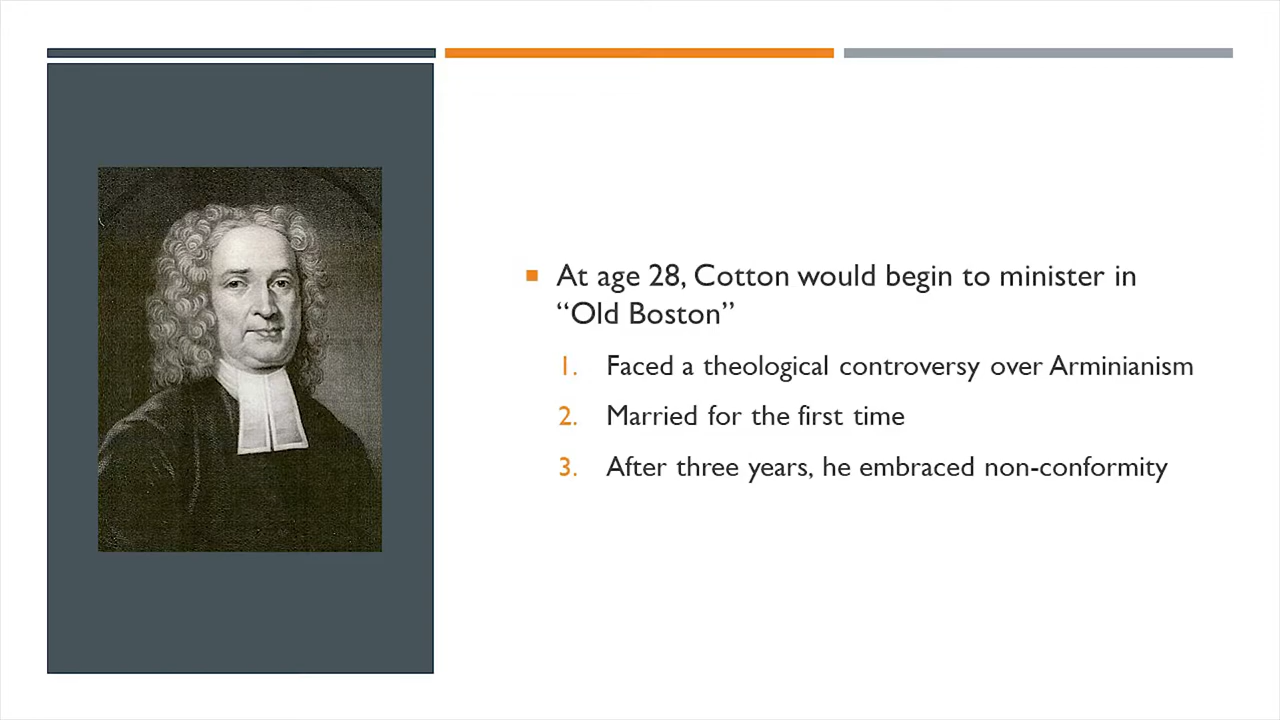 At age 28, Cotton would begin to minister in
“Old Boston”
1. Faced a theological controversy over Arminianism
2. Married for the first time
3. After three years, he embraced non-conformity